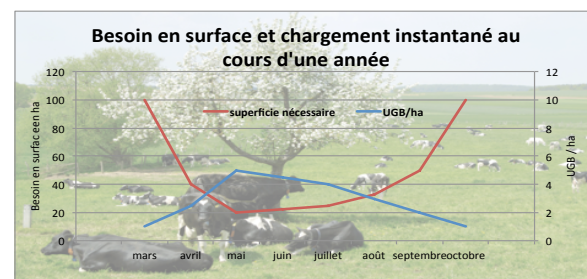 Besoin en surface et chargement instantané au
cours d'une année
120
100
80
60
40
20
0
Besoin en surface en ha
superficie nécessaire
UGB/ha
12
10
8
6
4
2
0
UGB / ha
mars avril mai juin juillet août septembre octobre